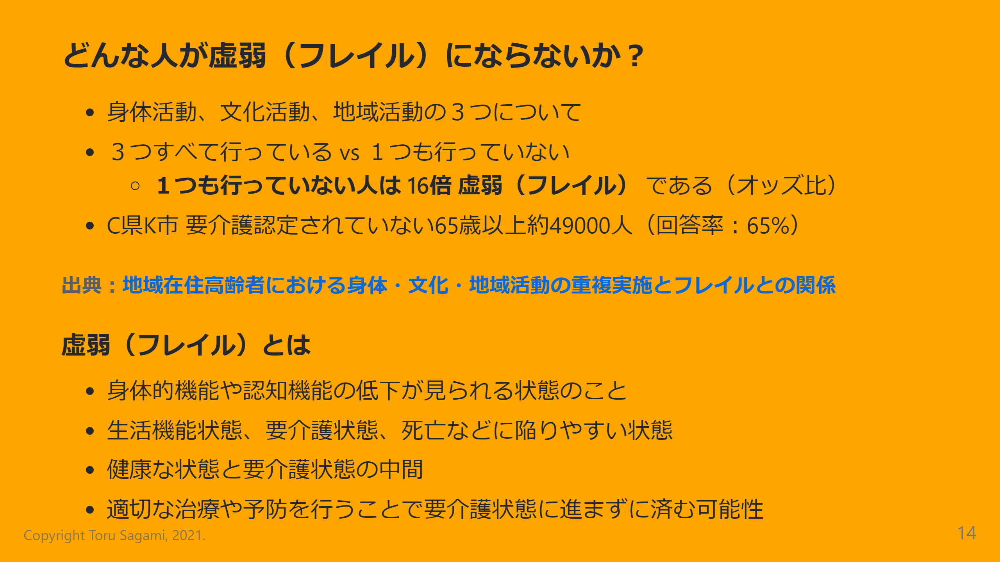 どんな人が虚弱（フレイル）にならないか？
• 身体活動、文化活動、地域活動の３つについて
• ３つすべて行っている vs １つも行っていない
○ １つも行っていない人は 16倍 虚弱（フレイル） である（オッズ比）
• C県K市 要介護認定されていない65歳以上約49000人（回答率：65%）
出典：地域在住高齢者における身体・文化・地域活動の重複実施とフレイルとの関係
虚弱（フレイル）とは
• 身体的機能や認知機能の低下が見られる状態のこと
• 生活機能状態、要介護状態、死亡などに陥りやすい状態
• 健康な状態と要介護状態の中間
• 適切な治療や予防を行うことで要介護状態に進まずに済む可能性
Copyright Toru Sagami, 2021.
14